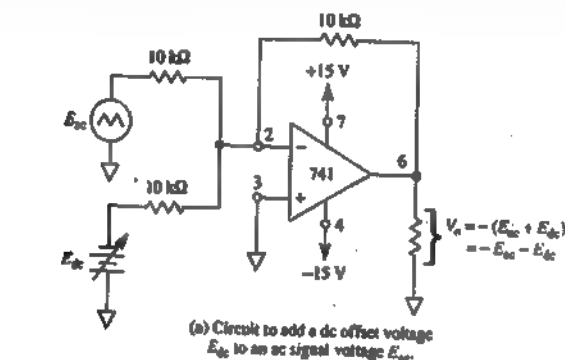 10 kΩ
10 kΩ
+15 V
E_ac
7
2
−
741
6
3
+
10 kΩ
4
V_o = − (E_ac + E_dc)
= − E_ac − E_dc
E_dc
−15 V
(a) Circuit to add a dc offset voltage
E_dc to an ac signal voltage E_ac.